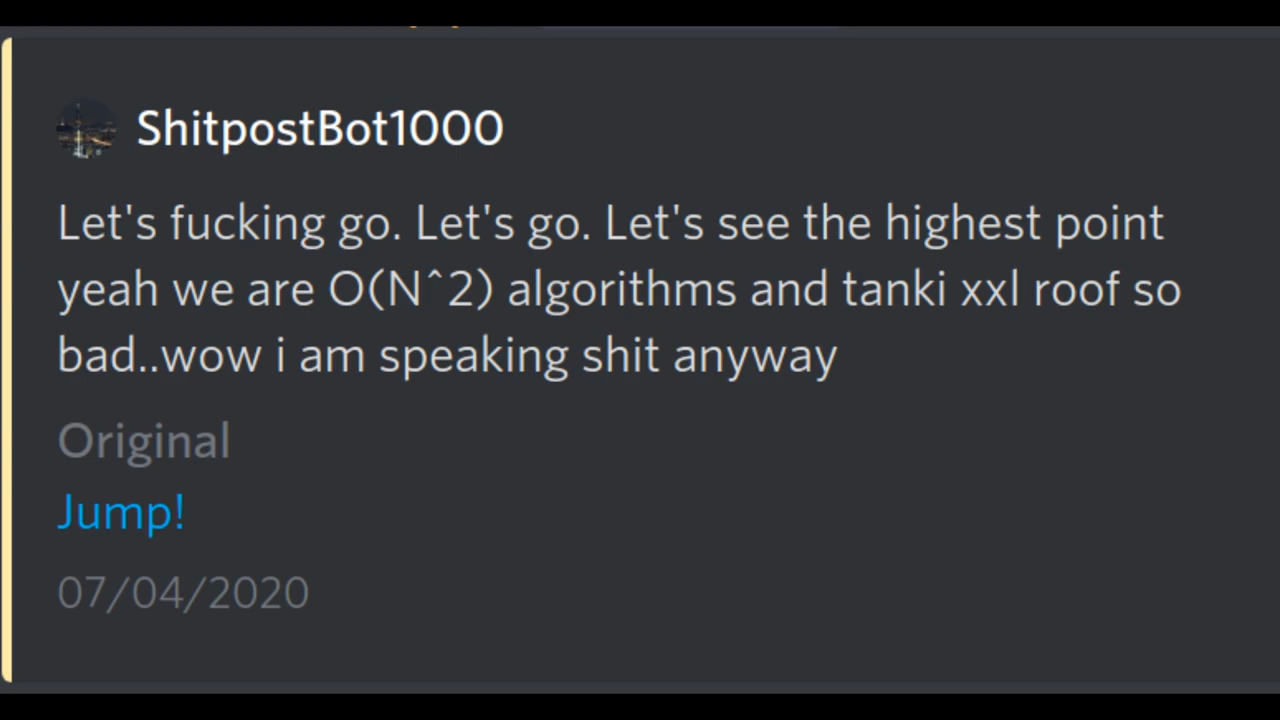 ShitpostBot1000
Let's fucking go. Let's go. Let's see the highest point
yeah we are O(N^2) algorithms and tanki xxl roof so
bad..wow i am speaking shit anyway
Original
Jump!
07/04/2020